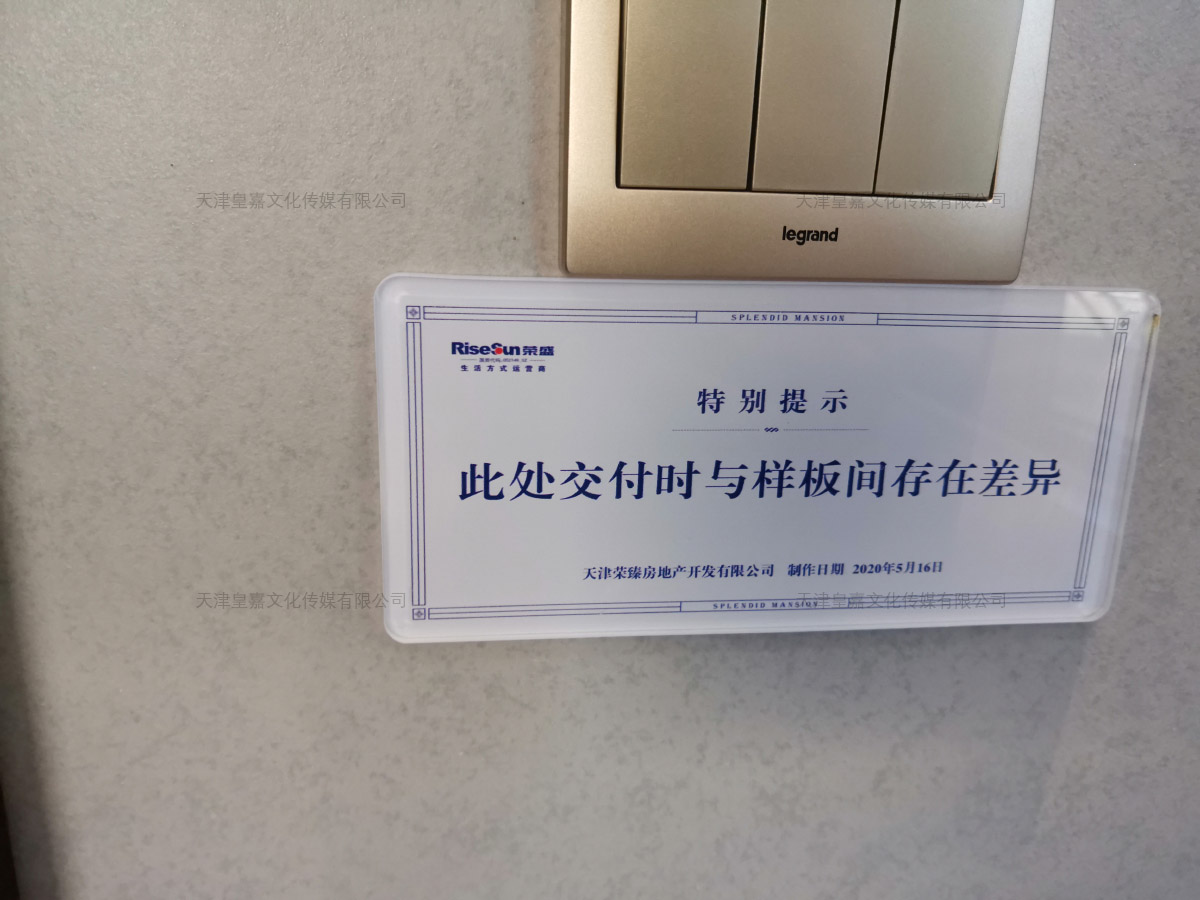 天津皇嘉文化传媒有限公司
天津皇嘉文化传媒有限公司
legrand
SPLENDID MANSION
RiseSun荣盛
生活方式运营商
特别提示
此处交付时与样板间存在差异
天津荣臻房地产开发有限公司 制作日期 2020年5月16日
天津皇嘉文化传媒有限公司
天津皇嘉文化传媒有限公司
SPLENDID MANSION